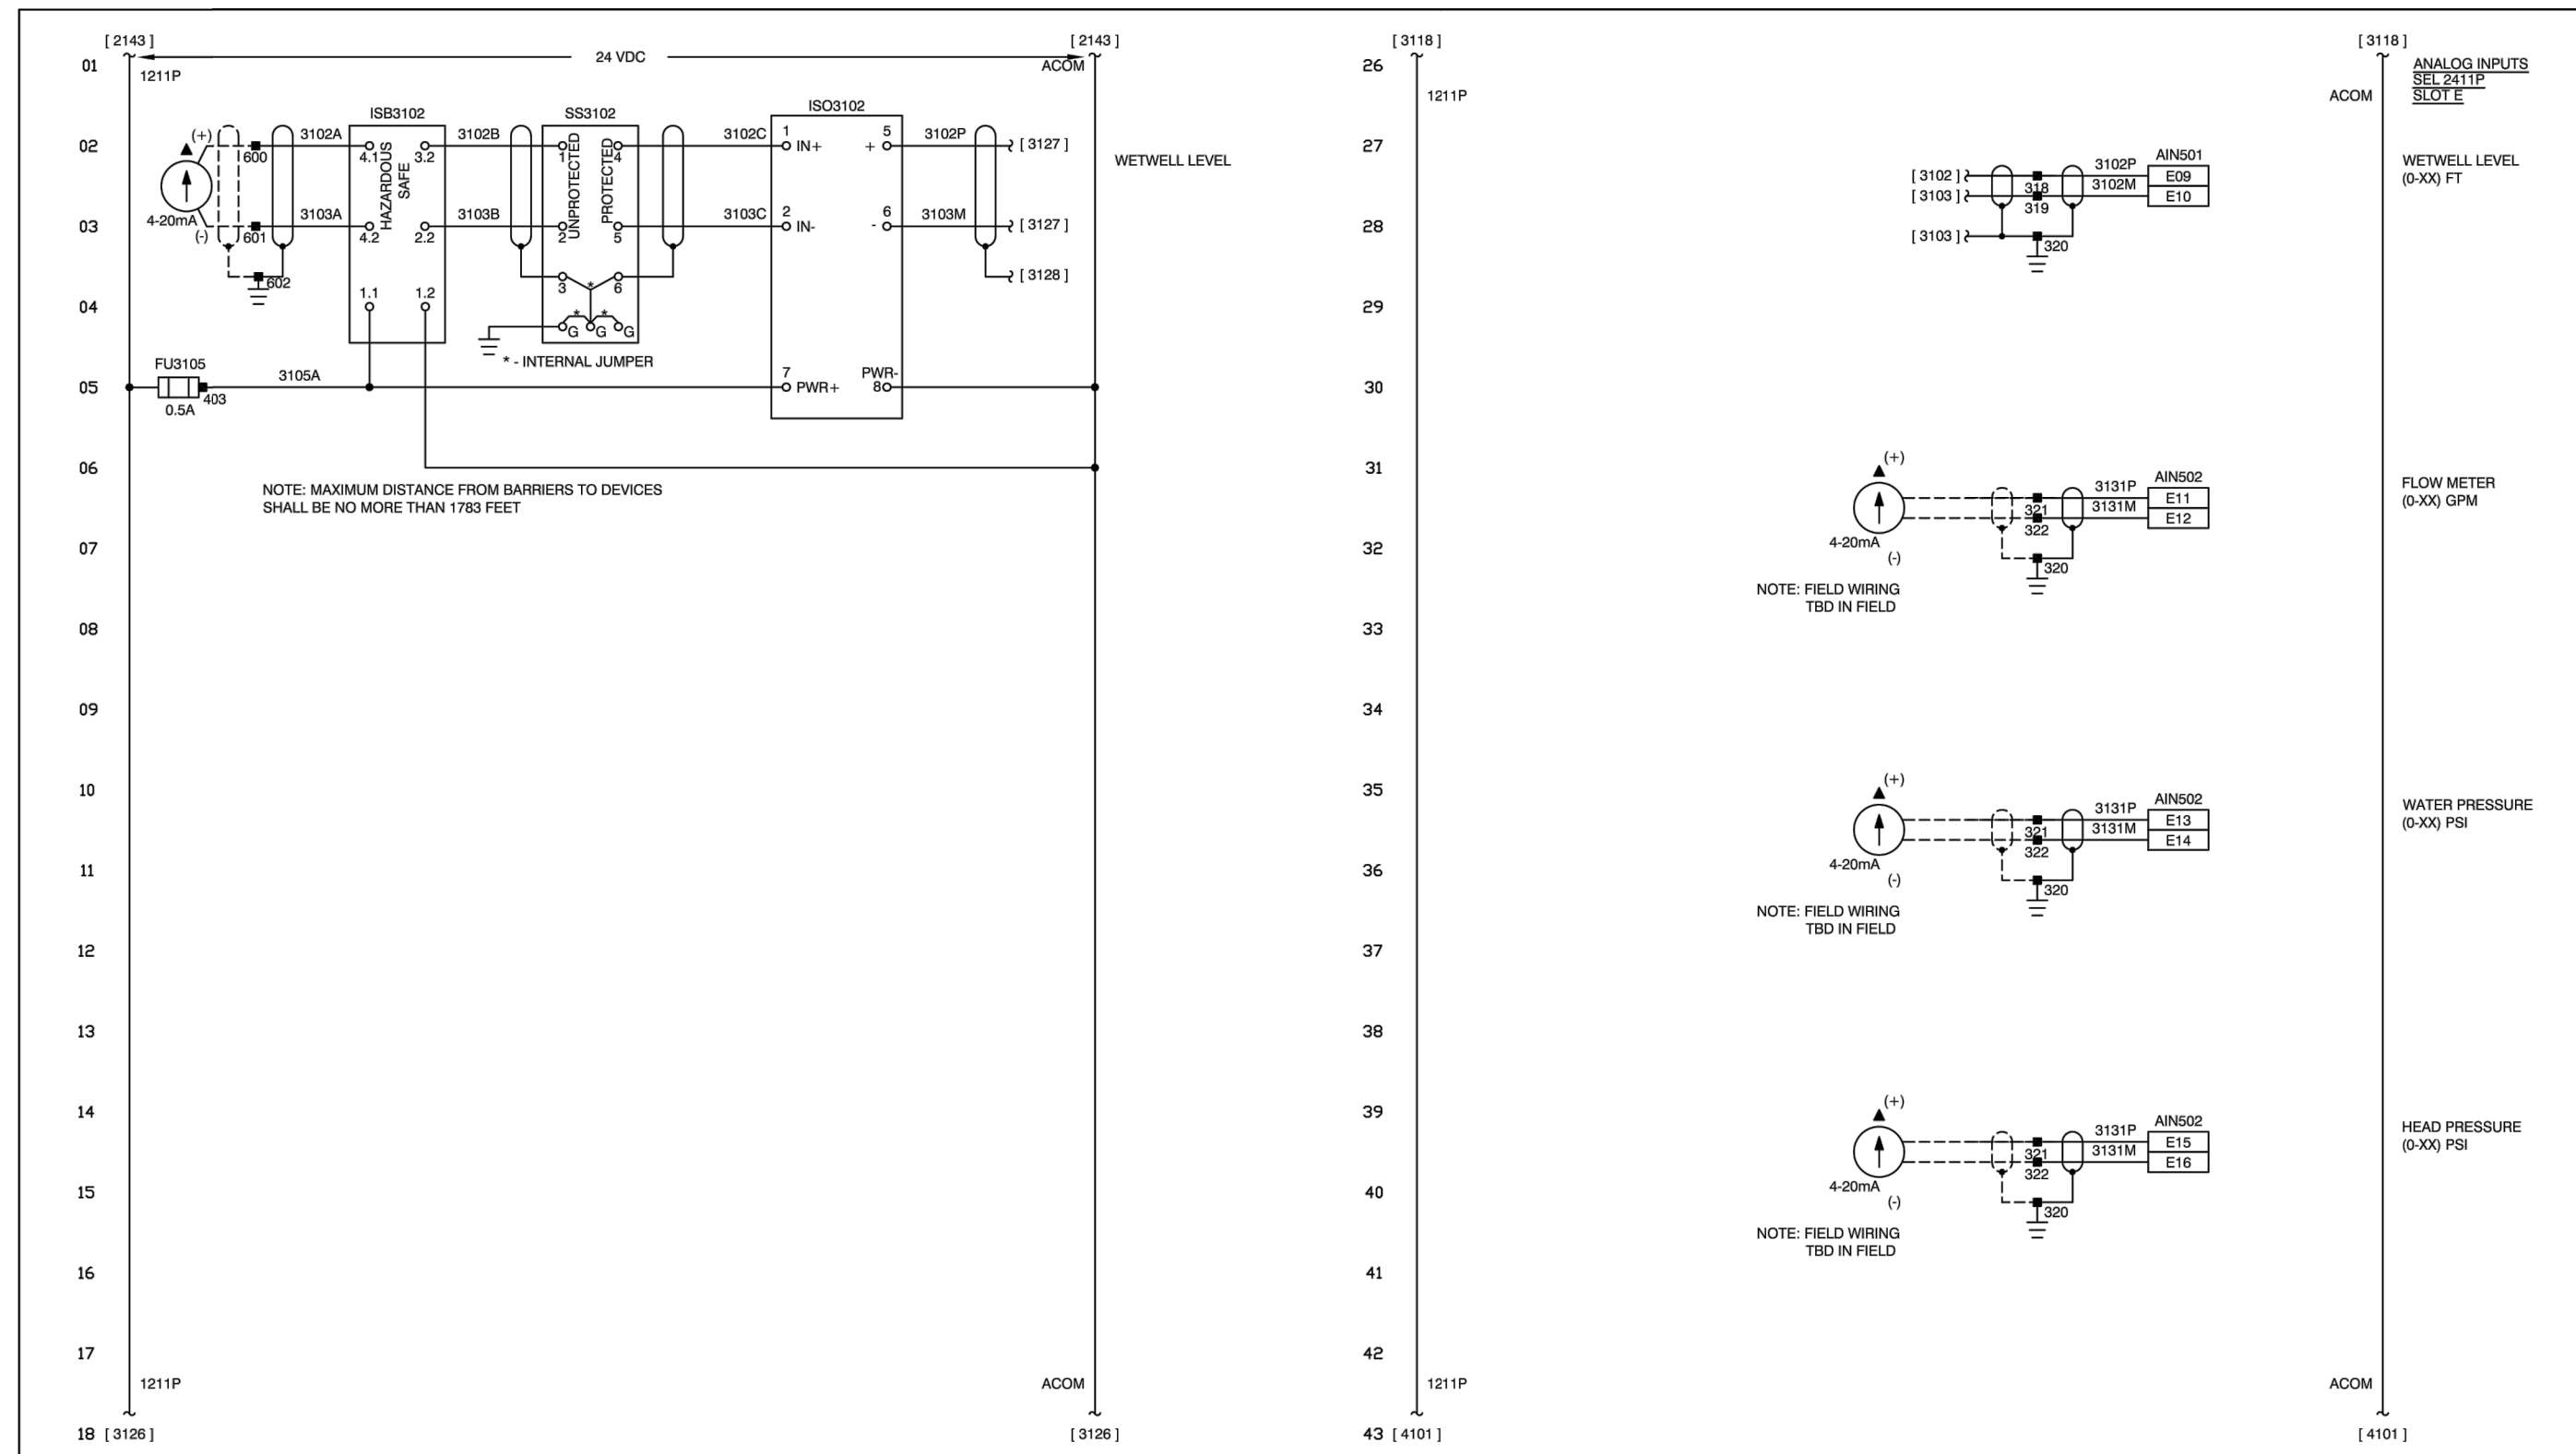 [ 2143 ]
24 VDC
[ 2143 ]
01
1211P
ACOM
ISB3102
SS3102
ISO3102
02
(+)
600
3102A
4.1
3.2
3102B
1
4
3102C
1
IN+
5
+
3102P
[ 3127 ]
WETWELL LEVEL
HAZARDOUS
SAFE
UNPROTECTED
PROTECTED
03
4-20mA
(-)
601
3103A
4.2
2.2
3103B
2
5
3103C
2
IN-
6
-
3103M
[ 3127 ]
602
3
*
6
[ 3128 ]
04
1.1
1.2
*
*
G
G
G
* - INTERNAL JUMPER
05
FU3105
0.5A
403
3105A
7
PWR+
PWR-
8
06
NOTE: MAXIMUM DISTANCE FROM BARRIERS TO DEVICES
SHALL BE NO MORE THAN 1783 FEET
07
08
09
10
11
12
13
14
15
16
17
1211P
ACOM
18
[ 3126 ]
[ 3126 ]
[ 3118 ]
[ 3118 ]
26
1211P
ACOM
ANALOG INPUTS
SEL 2411P
SLOT E
27
[ 3102 ]
318
3102P
AIN501
E09
WETWELL LEVEL
(0-XX) FT
[ 3103 ]
319
3102M
E10
28
[ 3103 ]
320
29
30
31
(+)
4-20mA
(-)
321
322
3131P
3131M
AIN502
E11
E12
FLOW METER
(0-XX) GPM
32
320
NOTE: FIELD WIRING
TBD IN FIELD
33
34
35
(+)
4-20mA
(-)
321
322
3131P
3131M
AIN502
E13
E14
WATER PRESSURE
(0-XX) PSI
36
320
NOTE: FIELD WIRING
TBD IN FIELD
37
38
39
(+)
4-20mA
(-)
321
322
3131P
3131M
AIN502
E15
E16
HEAD PRESSURE
(0-XX) PSI
40
320
NOTE: FIELD WIRING
TBD IN FIELD
41
42
1211P
ACOM
43
[ 4101 ]
[ 4101 ]